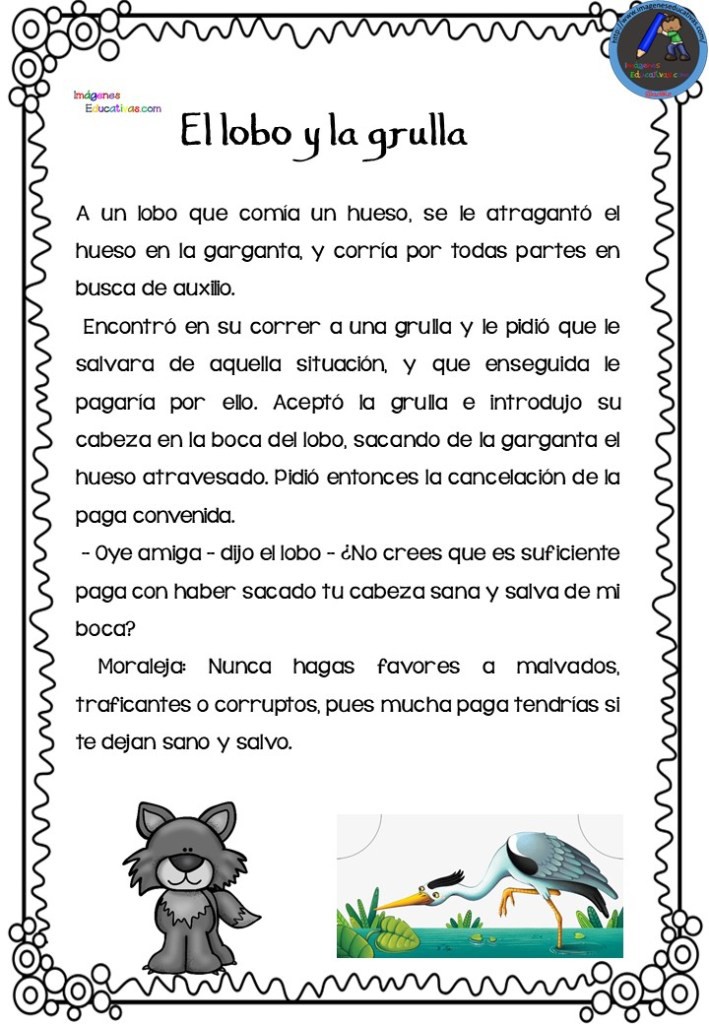 http://www.imageneseducativas.com/
Imágenes
Educativas.com
Imágenes
Educativas.com
El lobo y la grulla
A un lobo que comía un hueso, se le atragantó el
hueso en la garganta, y corría por todas partes en
busca de auxilio.
Encontró en su correr a una grulla y le pidió que le
salvara de aquella situación, y que enseguida le
pagaría por ello. Aceptó la grulla e introdujo su
cabeza en la boca del lobo, sacando de la garganta el
hueso atravesado. Pidió entonces la cancelación de la
paga convenida.
- Oye amiga - dijo el lobo - ¿No crees que es suficiente
paga con haber sacado tu cabeza sana y salva de mi
boca?
Moraleja: Nunca hagas favores a malvados,
traficantes o corruptos, pues mucha paga tendrías si
te dejan sano y salvo.